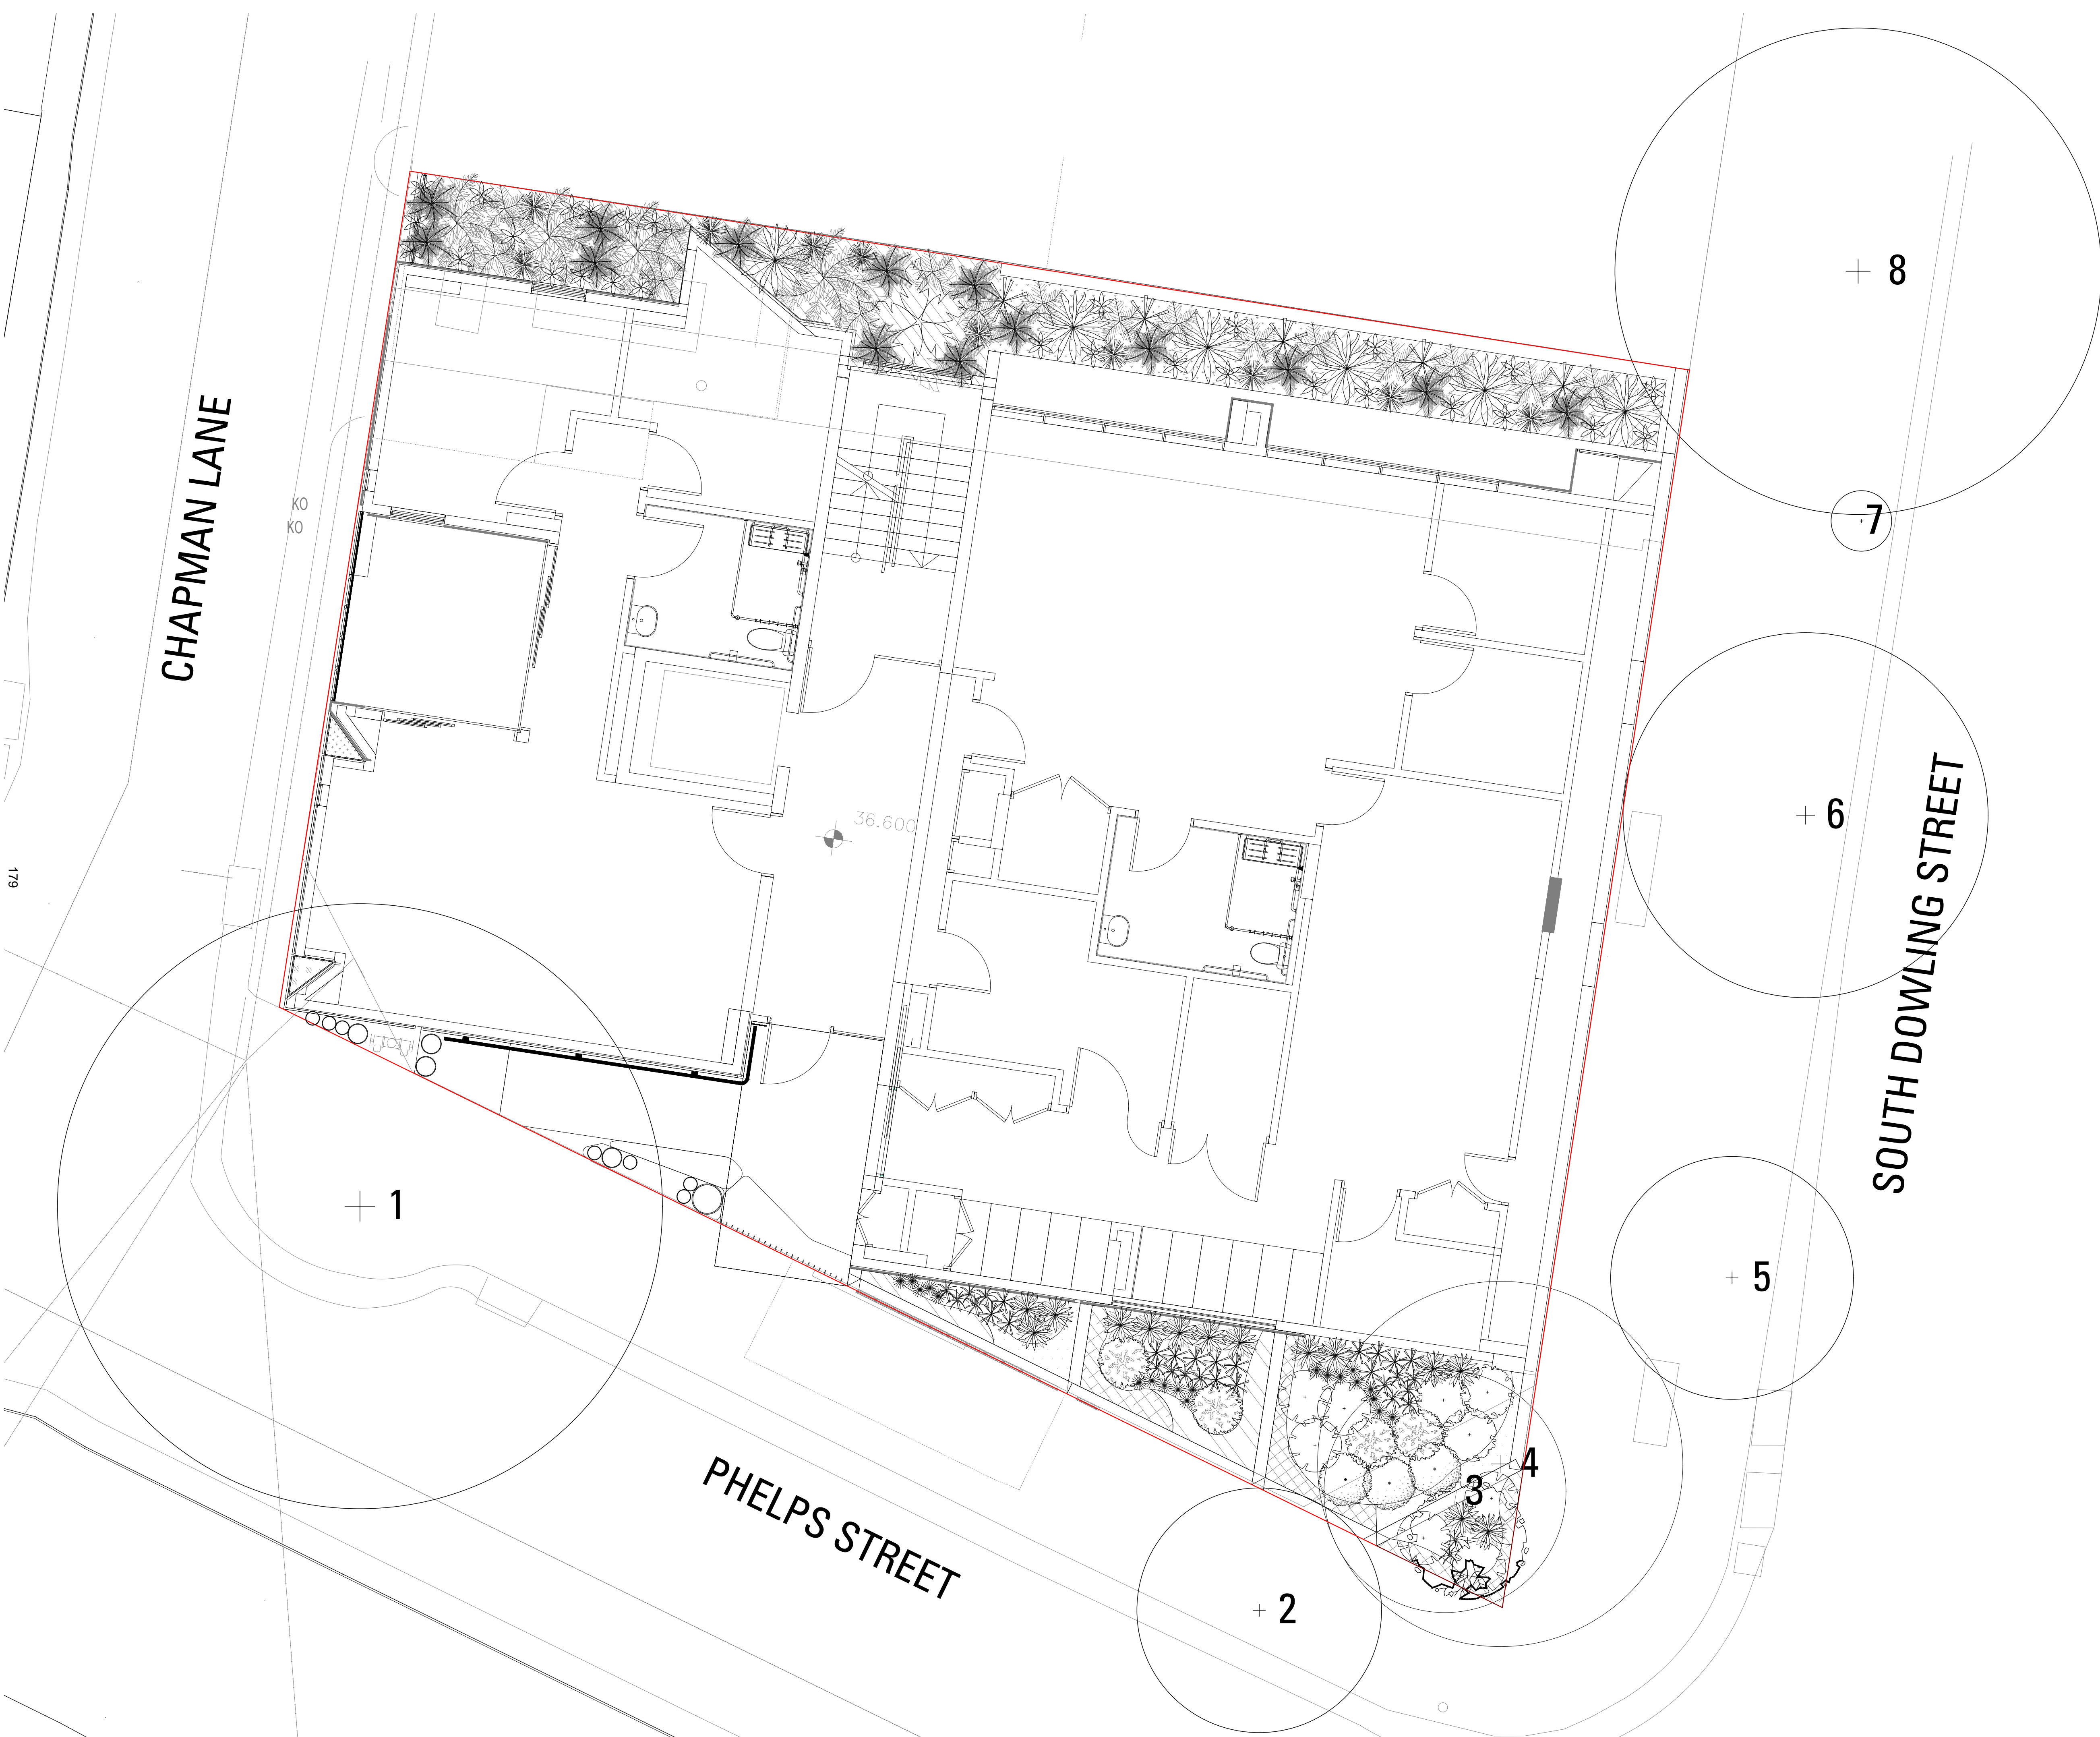 8
7
CHAPMAN LANE
KO
KO
6
SOUTH DOWLING STREET
36.600
179
1
5
4
3
PHELPS STREET
2